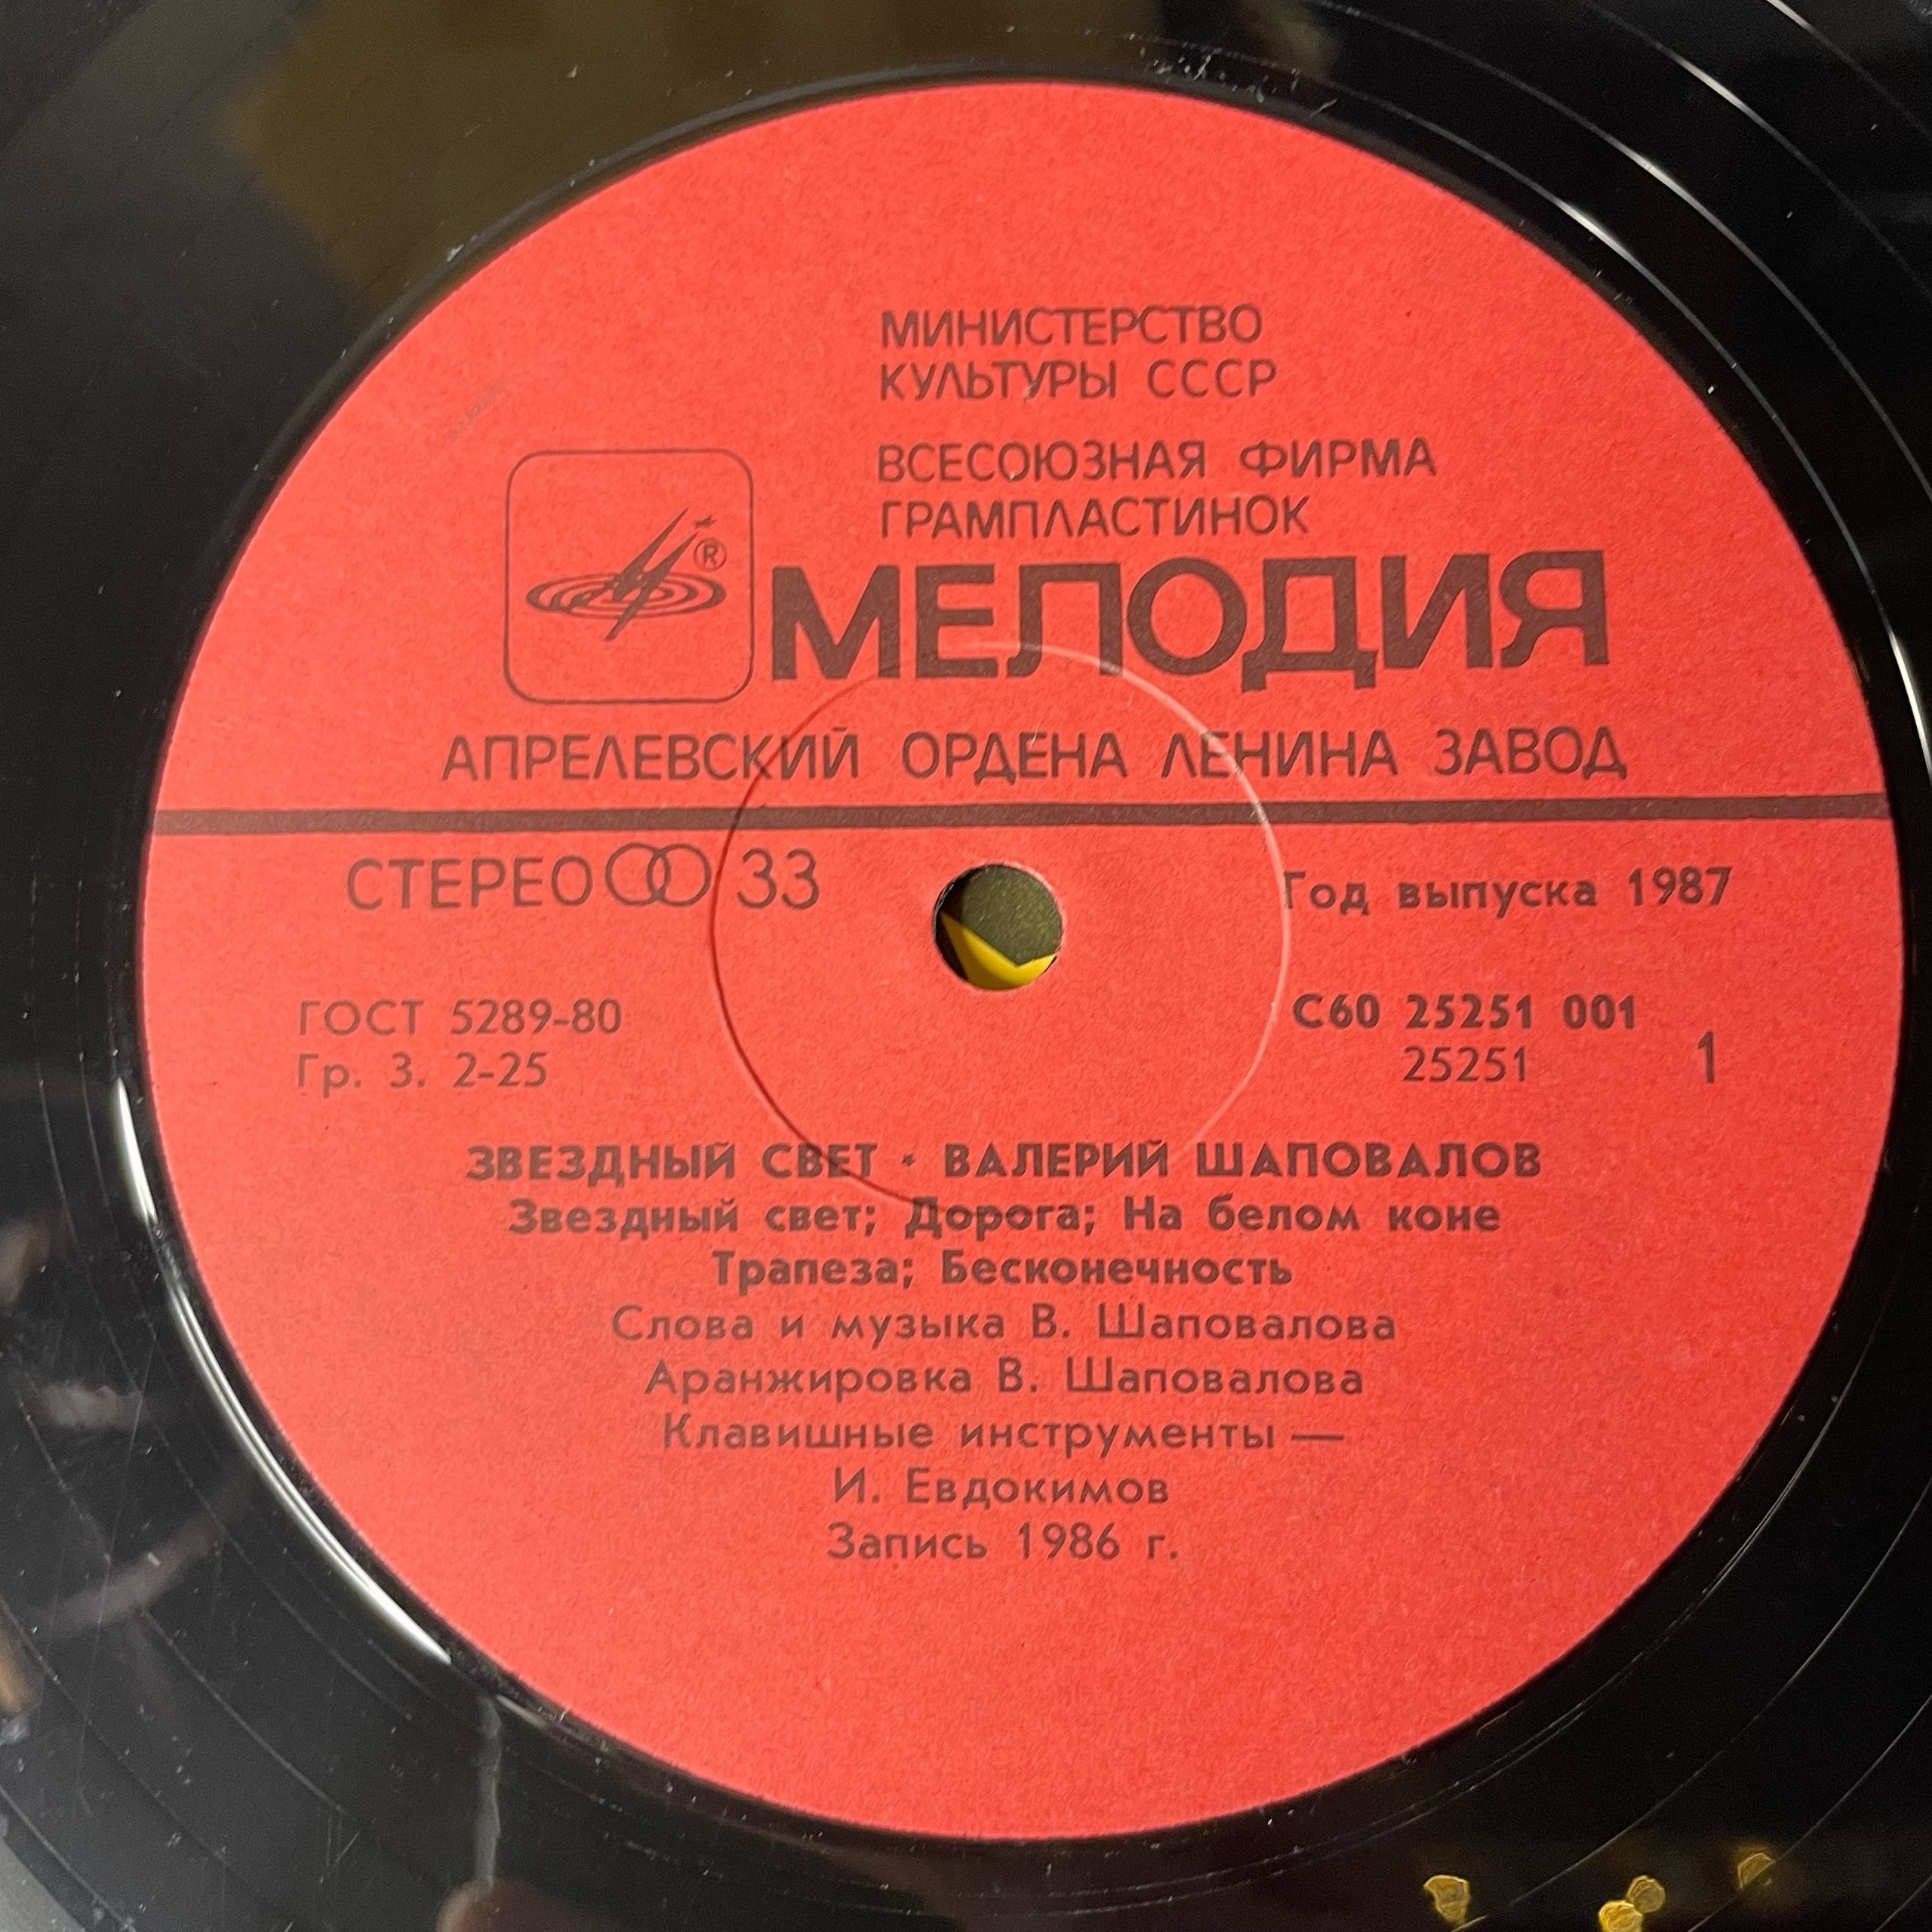 МИНИСТЕРСТВО
КУЛЬТУРЫ СССР
ВСЕСОЮЗНАЯ ФИРМА
ГРАМПЛАСТИНОК
®
МЕЛОДИЯ
АПРЕЛЕВСКИЙ ОРДЕНА ЛЕНИНА ЗАВОД
СТЕРЕО 33
Год выпуска 1987
ГОСТ 5289-80
Гр. 3. 2-25
С60 25251 001
25251 1
ЗВЕЗДНЫЙ СВЕТ * ВАЛЕРИЙ ШАПОВАЛОВ
Звездный свет; Дорога; На белом коне
Трапеза; Бесконечность
Слова и музыка В. Шаповалова
Аранжировка В. Шаповалова
Клавишные инструменты —
И. Евдокимов
Запись 1986 г.